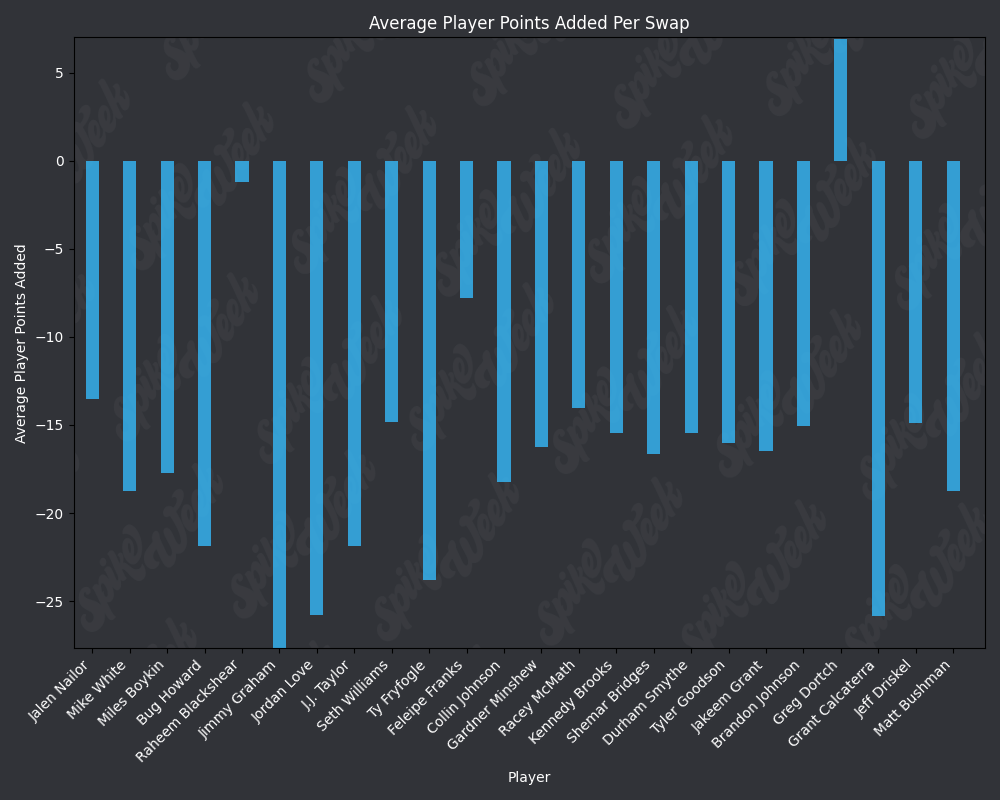 Average Player Points Added Per Swap
Average Player Points Added
5
0
−5
−10
−15
−20
−25
Jalen Nailor
Mike White
Miles Boykin
Bug Howard
Raheem Blackshear
Jimmy Graham
Jordan Love
J.J. Taylor
Seth Williams
Ty Fryfogle
Feleipe Franks
Collin Johnson
Gardner Minshew
Racey McMath
Kennedy Brooks
Shemar Bridges
Durham Smythe
Tyler Goodson
Jakeem Grant
Brandon Johnson
Greg Dortch
Grant Calcaterra
Jeff Driskel
Matt Bushman
Player
Spike Week